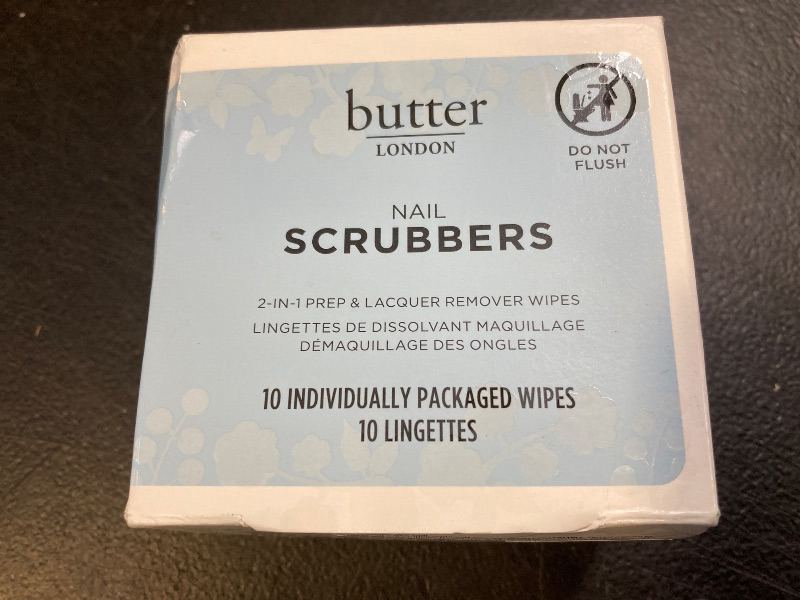 butter
LONDON
DO NOT
FLUSH
NAIL
SCRUBBERS
2-IN-1 PREP & LACQUER REMOVER WIPES
LINGETTES DE DISSOLVANT MAQUILLAGE
DÉMAQUILLAGE DES ONGLES
10 INDIVIDUALLY PACKAGED WIPES
10 LINGETTES